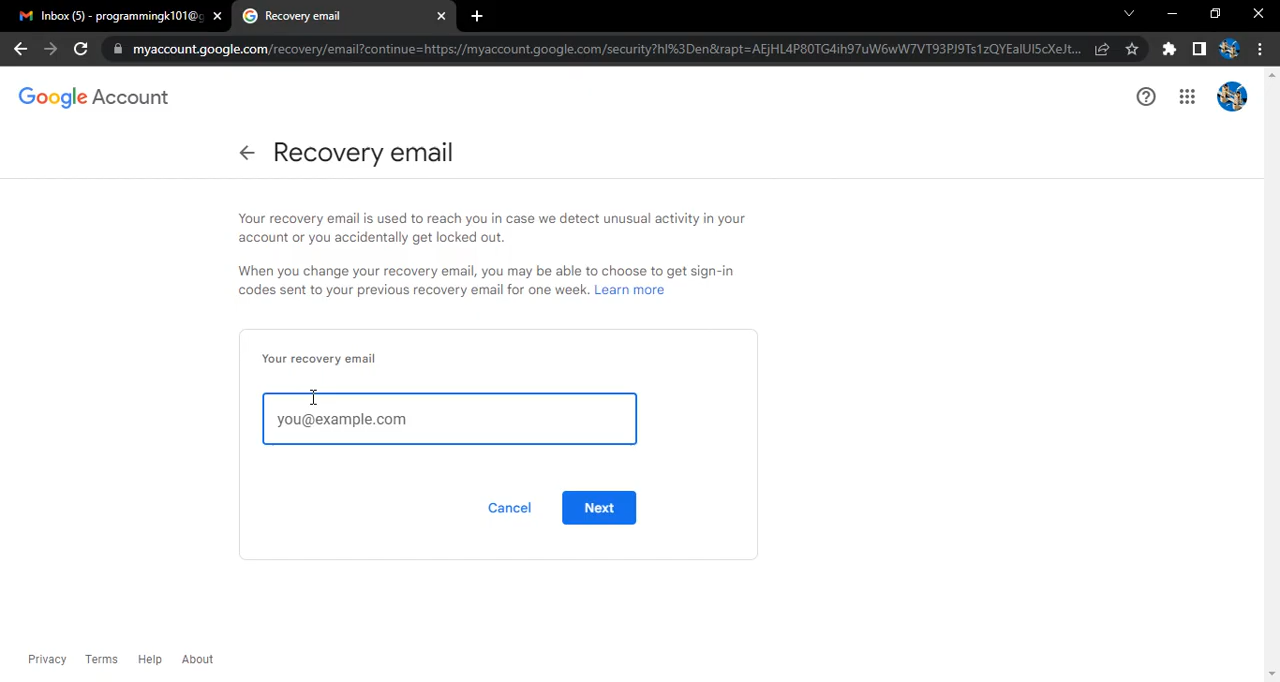 Inbox (5) - programmingk101@g
Recovery email
myaccount.google.com/recovery/email?continue=https://myaccount.google.com/security?hl%3Den&rapt=AEjHL4P80TG4ih97uW6wW7VT93PJ9Ts1zQYEalUI5cXeJt...
Google Account
Recovery email
Your recovery email is used to reach you in case we detect unusual activity in your
account or you accidentally get locked out.
When you change your recovery email, you may be able to choose to get sign-in
codes sent to your previous recovery email for one week. Learn more
Your recovery email
you@example.com
Cancel
Next
Privacy Terms Help About